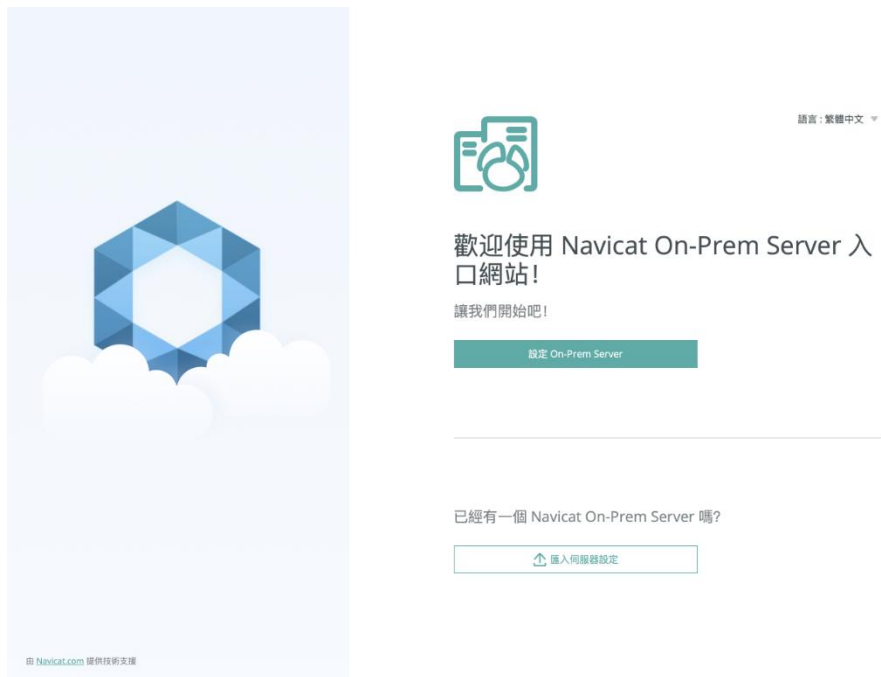 語言 : 繁體中文
歡迎使用 Navicat On-Prem Server 入
口網站!
讓我們開始吧!
設定 On-Prem Server
已經有一個 Navicat On-Prem Server 嗎?
匯入伺服器設定
由 Navicat.com 提供技術支援